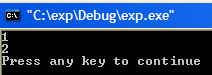 "C:\exp\Debug\exp.exe"
1
2
Press any key to continue